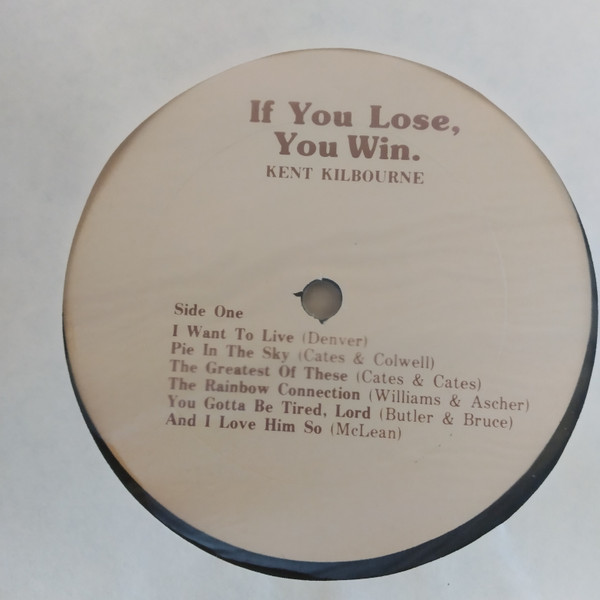 If You Lose,
You Win.
KENT KILBOURNE
Side One
I Want To Live (Denver)
Pie In The Sky (Cates & Colwell)
The Greatest Of These (Cates & Cates)
The Rainbow Connection (Williams & Ascher)
You Gotta Be Tired, Lord (Butler & Bruce)
And I Love Him So (McLean)